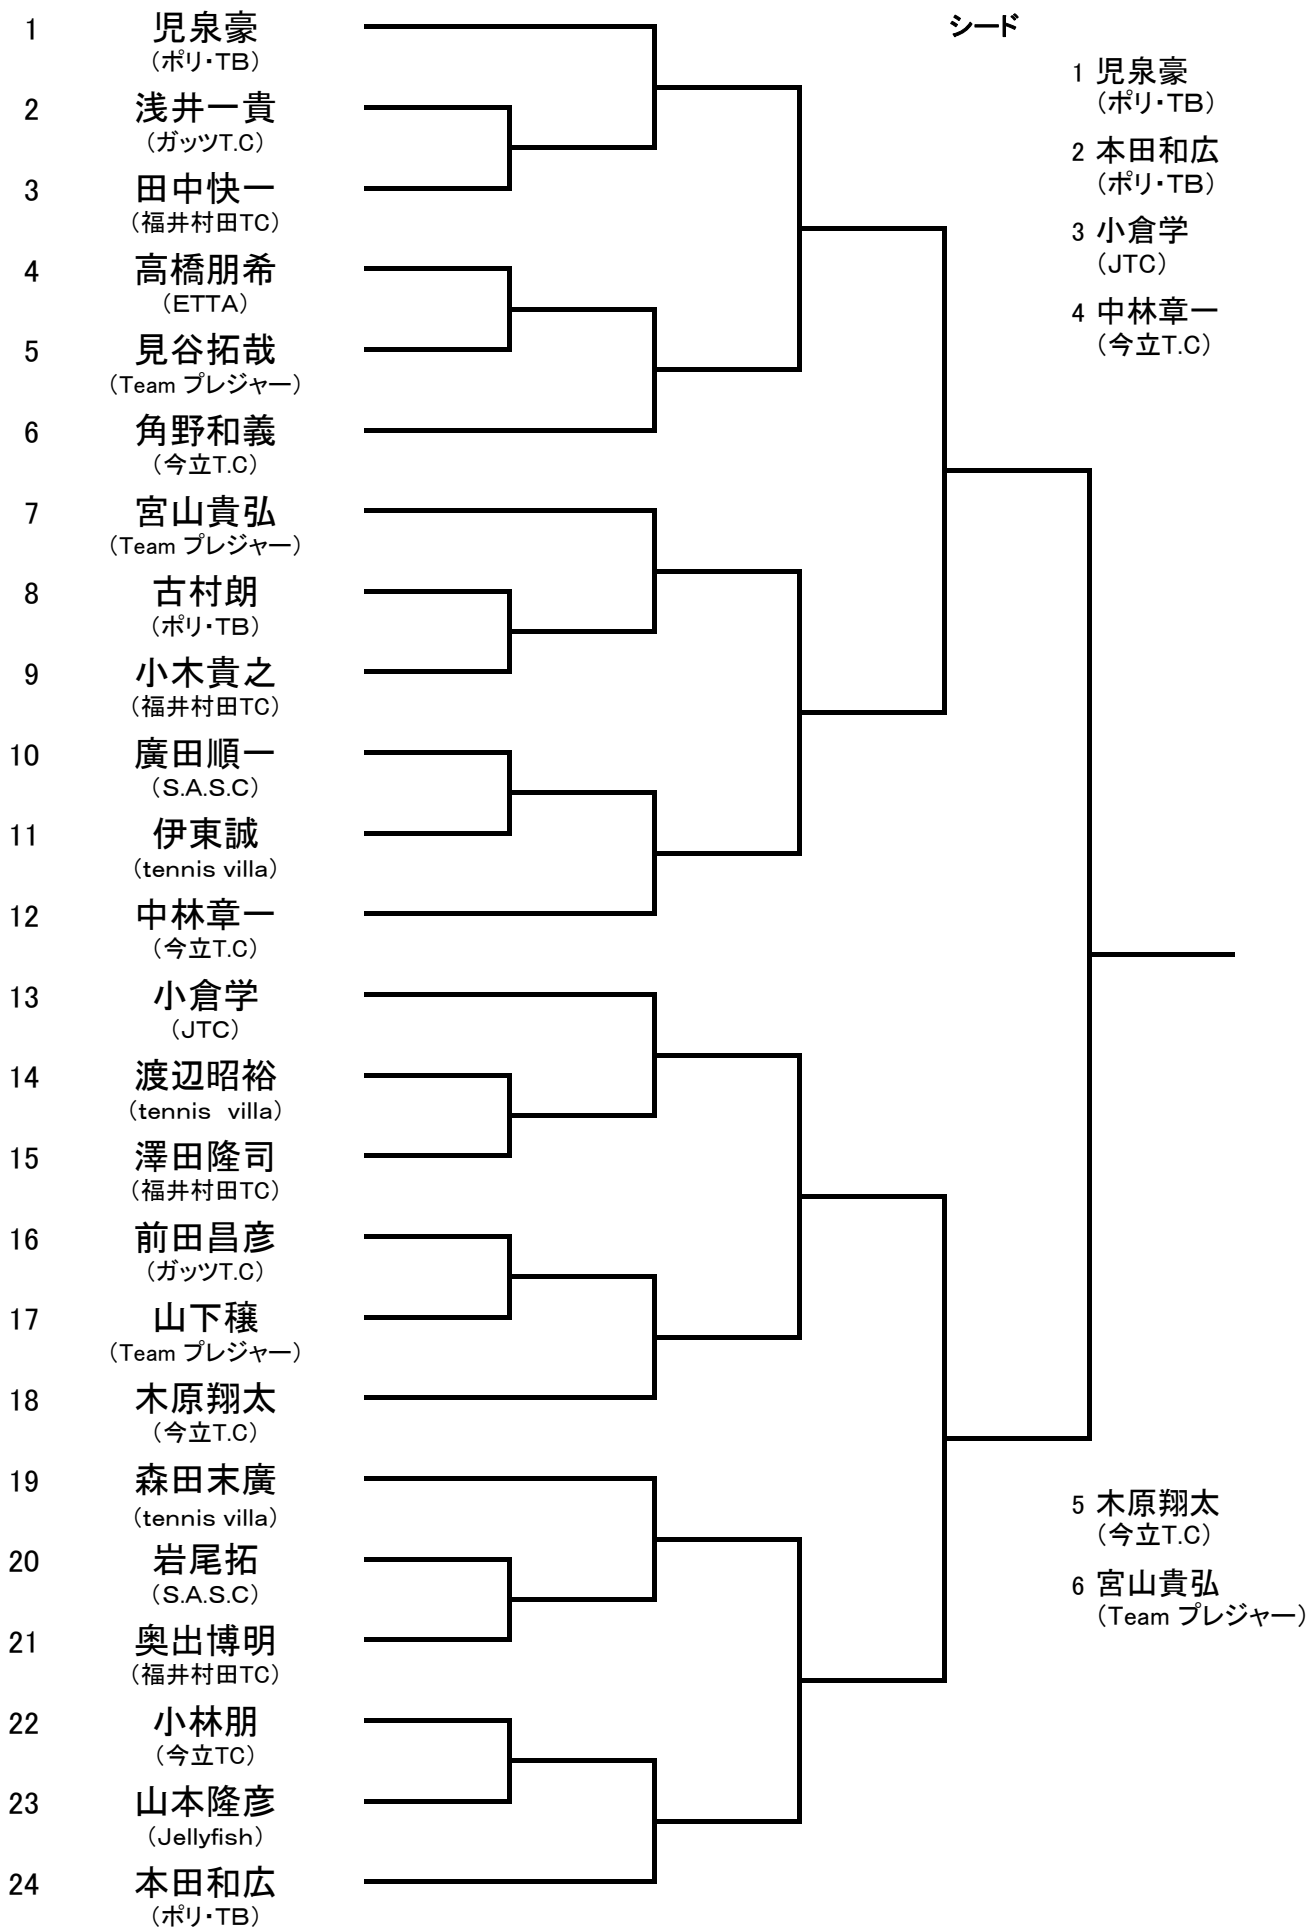 1 児泉豪
(ポリ・TB)
2 浅井一貴
(ガッツT.C)
3 田中快一
(福井村田TC)
4 高橋朋希
(ETTA)
5 見谷拓哉
(Team プレジャー)
6 角野和義
(今立T.C)
7 宮山貴弘
(Team プレジャー)
8 古村朗
(ポリ・TB)
9 小木貴之
(福井村田TC)
10 廣田順一
(S.A.S.C)
11 伊東誠
(tennis villa)
12 中林章一
(今立T.C)
13 小倉学
(JTC)
14 渡辺昭裕
(tennis　villa)
15 澤田隆司
(福井村田TC)
16 前田昌彦
(ガッツT.C)
17 山下穣
(Team プレジャー)
18 木原翔太
(今立T.C)
19 森田末廣
(tennis villa)
20 岩尾拓
(S.A.S.C)
21 奥出博明
(福井村田TC)
22 小林朋
(今立TC)
23 山本隆彦
(Jellyfish)
24 本田和広
(ポリ・TB)
シード
1 児泉豪
(ポリ・TB)
2 本田和広
(ポリ・TB)
3 小倉学
(JTC)
4 中林章一
(今立T.C)
5 木原翔太
(今立T.C)
6 宮山貴弘
(Team プレジャー)